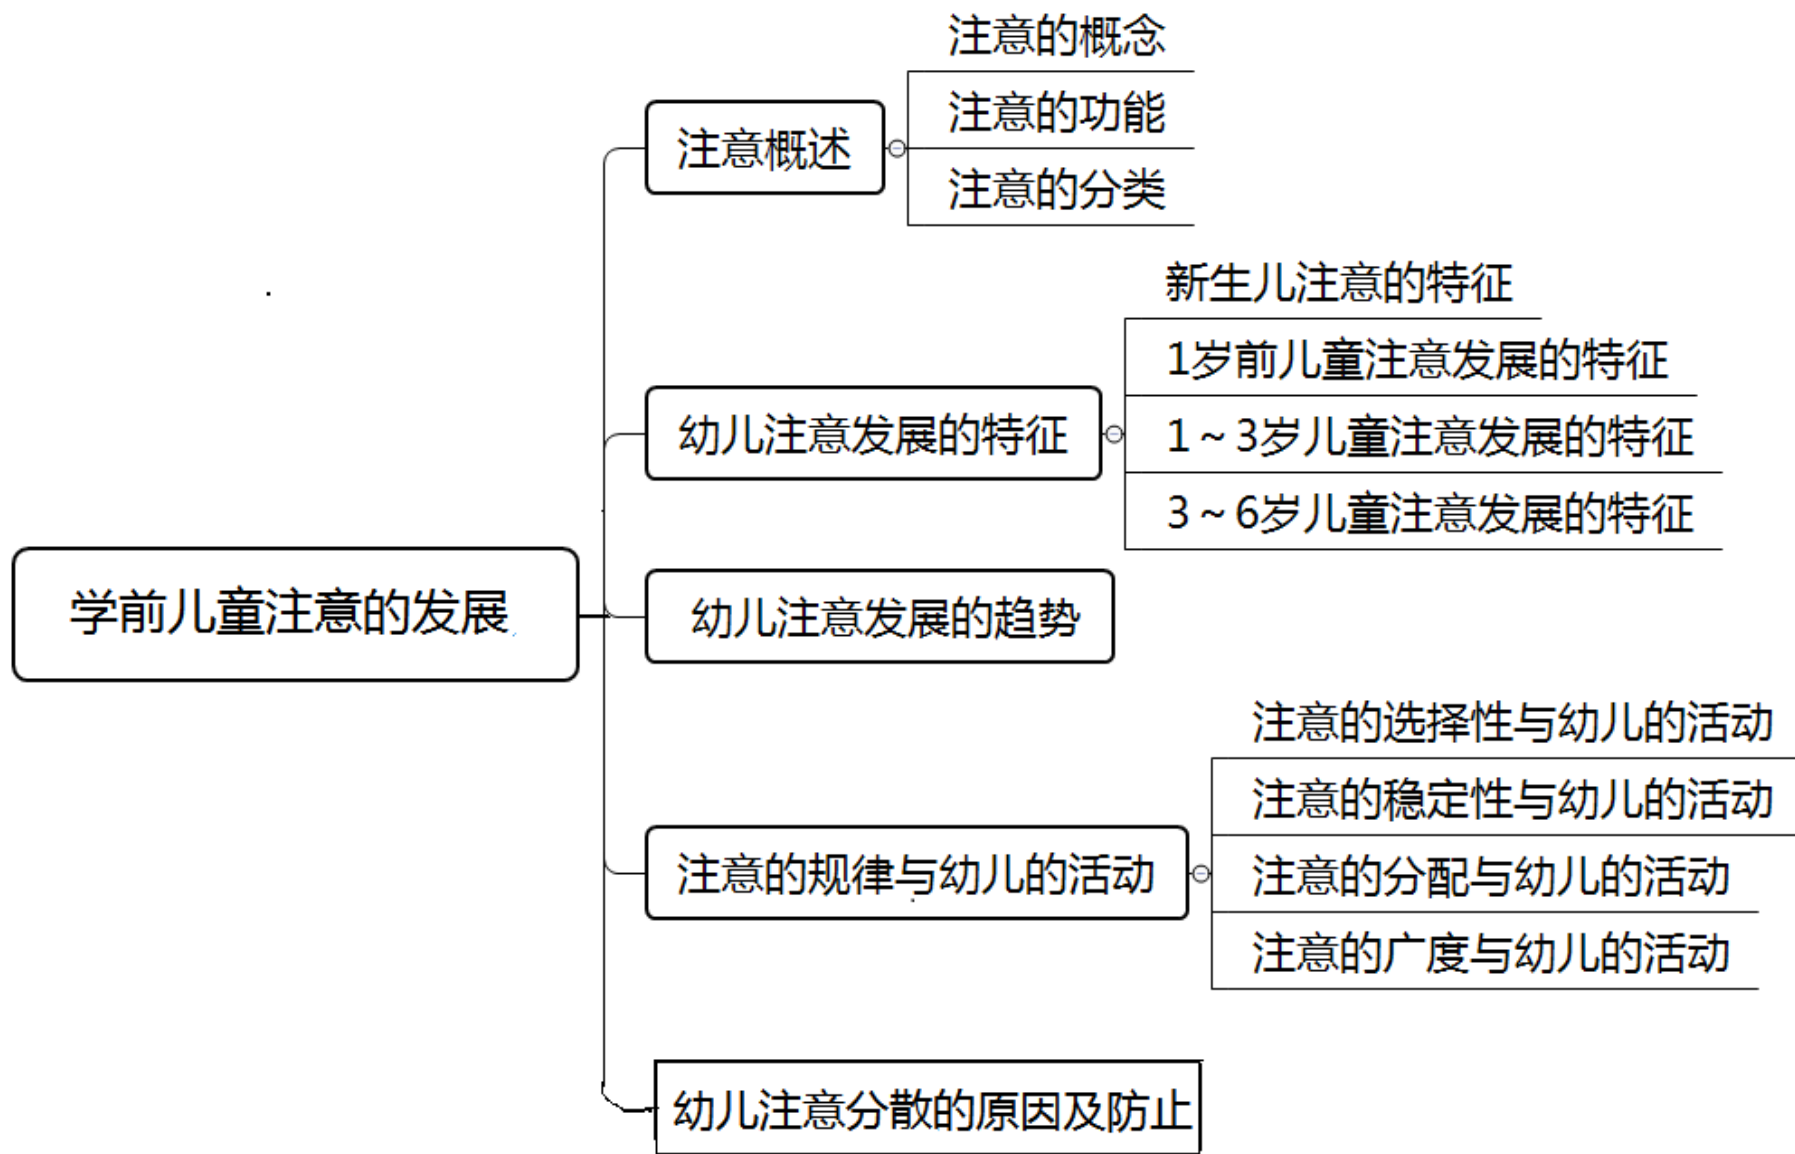 学前儿童注意的发展
注意概述
注意的概念
注意的功能
注意的分类
幼儿注意发展的特征
新生儿注意的特征
1岁前儿童注意发展的特征
1～3岁儿童注意发展的特征
3～6岁儿童注意发展的特征
幼儿注意发展的趋势
注意的规律与幼儿的活动
注意的选择性与幼儿的活动
注意的稳定性与幼儿的活动
注意的分配与幼儿的活动
注意的广度与幼儿的活动
幼儿注意分散的原因及防止